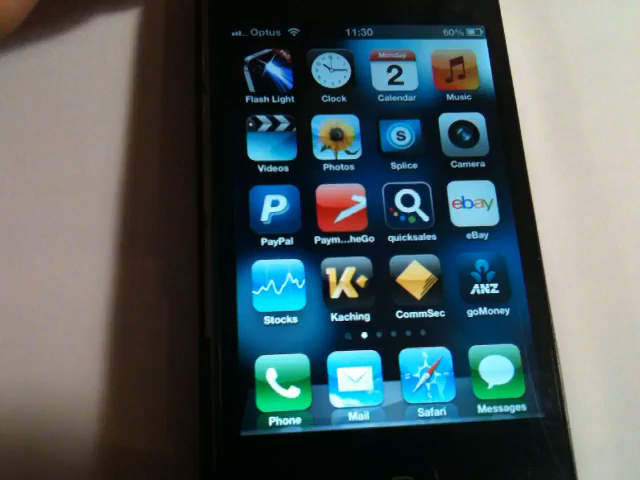 Optus 11:30 60%
Monday
2
Flash Light Clock Calendar Music
S
Videos Photos Splice Camera
P ebay
PayPal Paym...heGo quicksales eBay
K ANZ
Stocks Kaching CommSec goMoney
Phone Mail Safari Messages